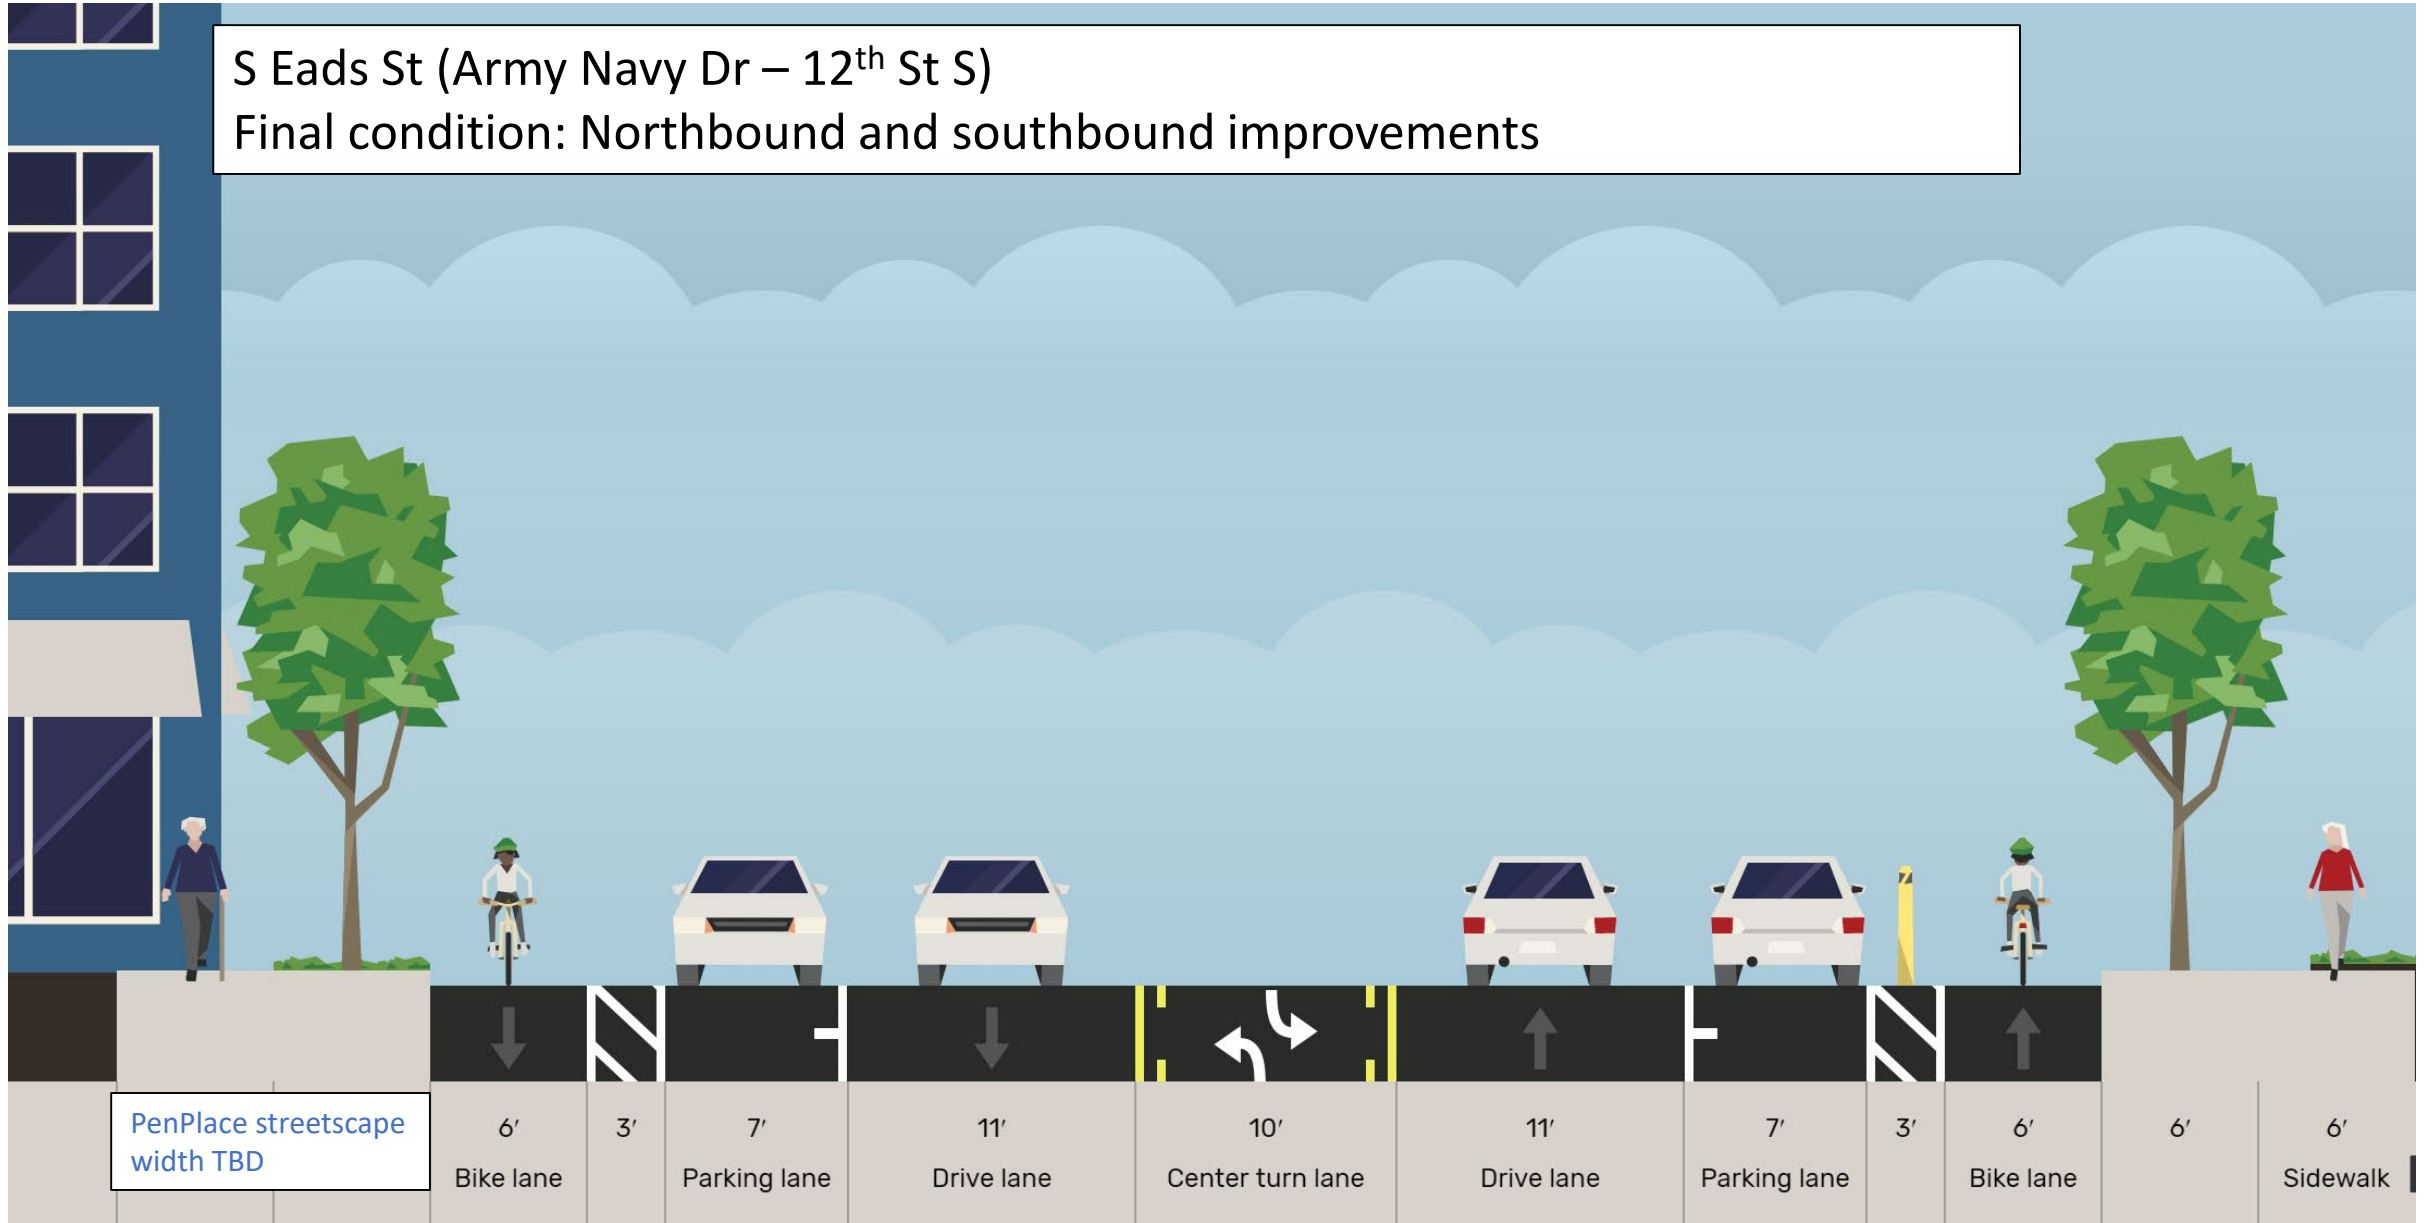 S Eads St (Army Navy Dr – 12th St S)
Final condition: Northbound and southbound improvements
PenPlace streetscape
width TBD
6′
Bike lane
3′
7′
Parking lane
11′
Drive lane
10′
Center turn lane
11′
Drive lane
7′
Parking lane
3′
6′
Bike lane
6′
6′
Sidewalk